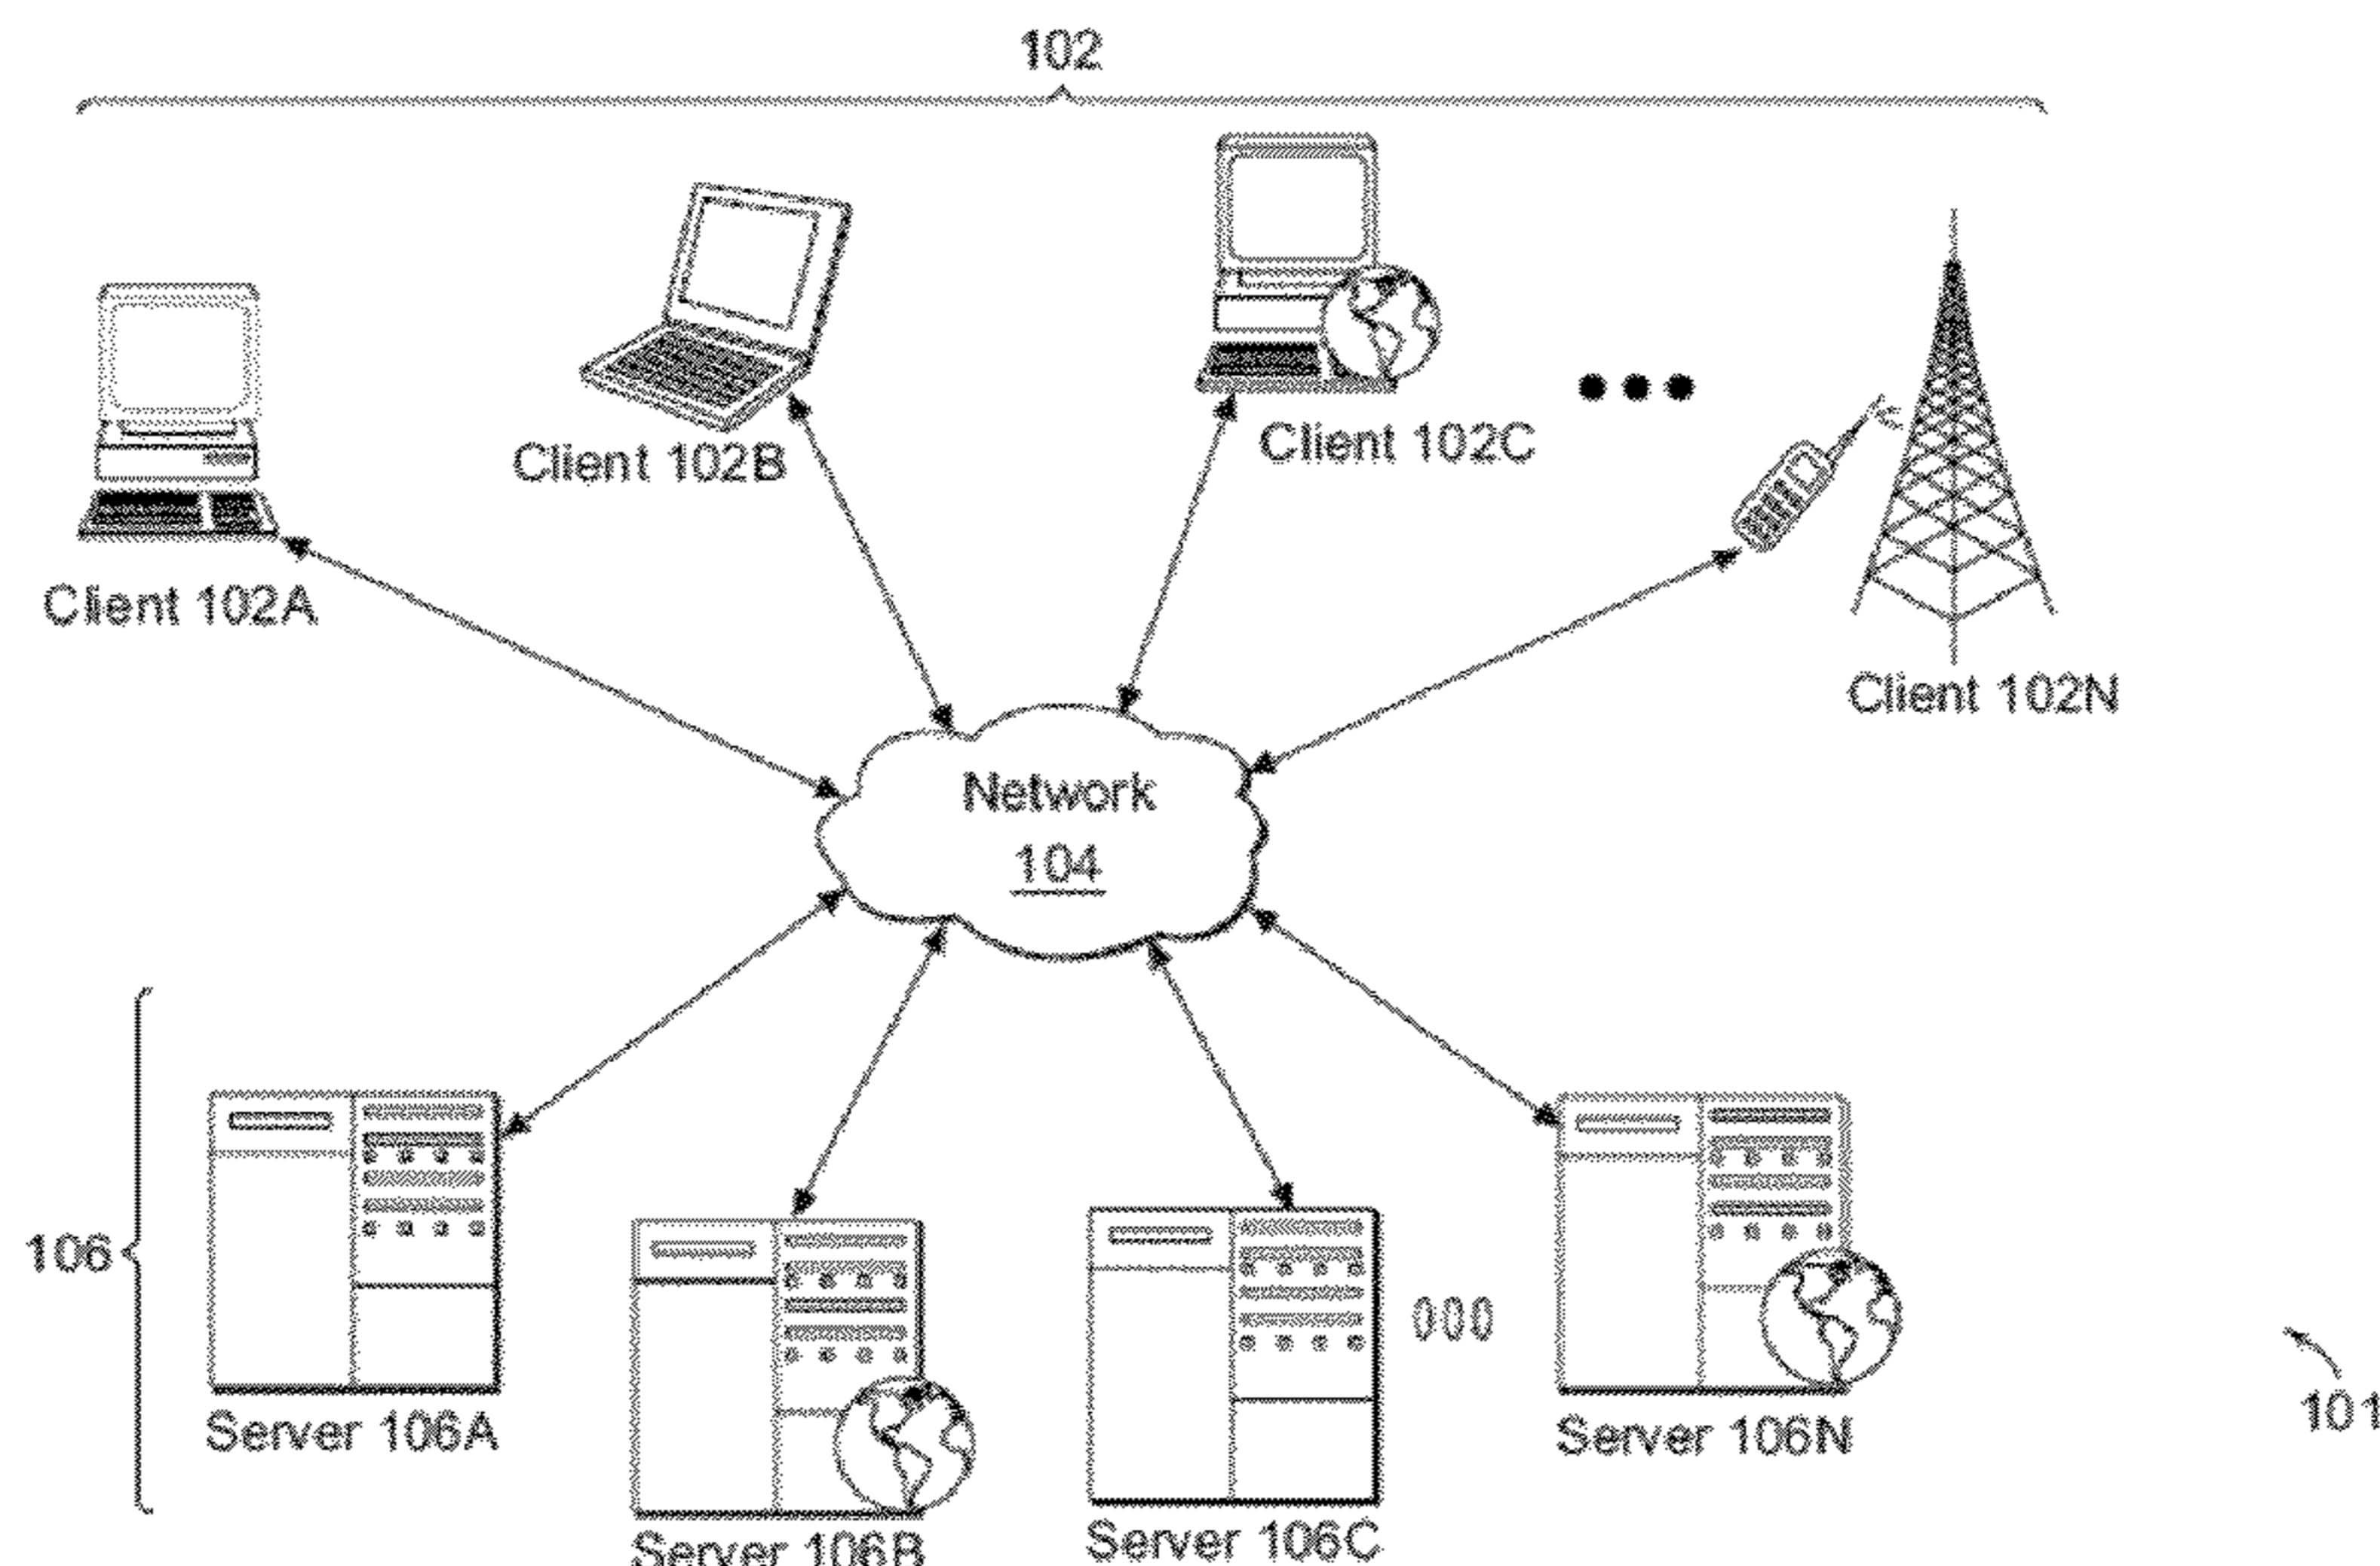 102
Client 102A
Client 102B
Client 102C
Client 102N
Network
104
106
Server 106A
Server 106B
Server 106C
Server 106N
101